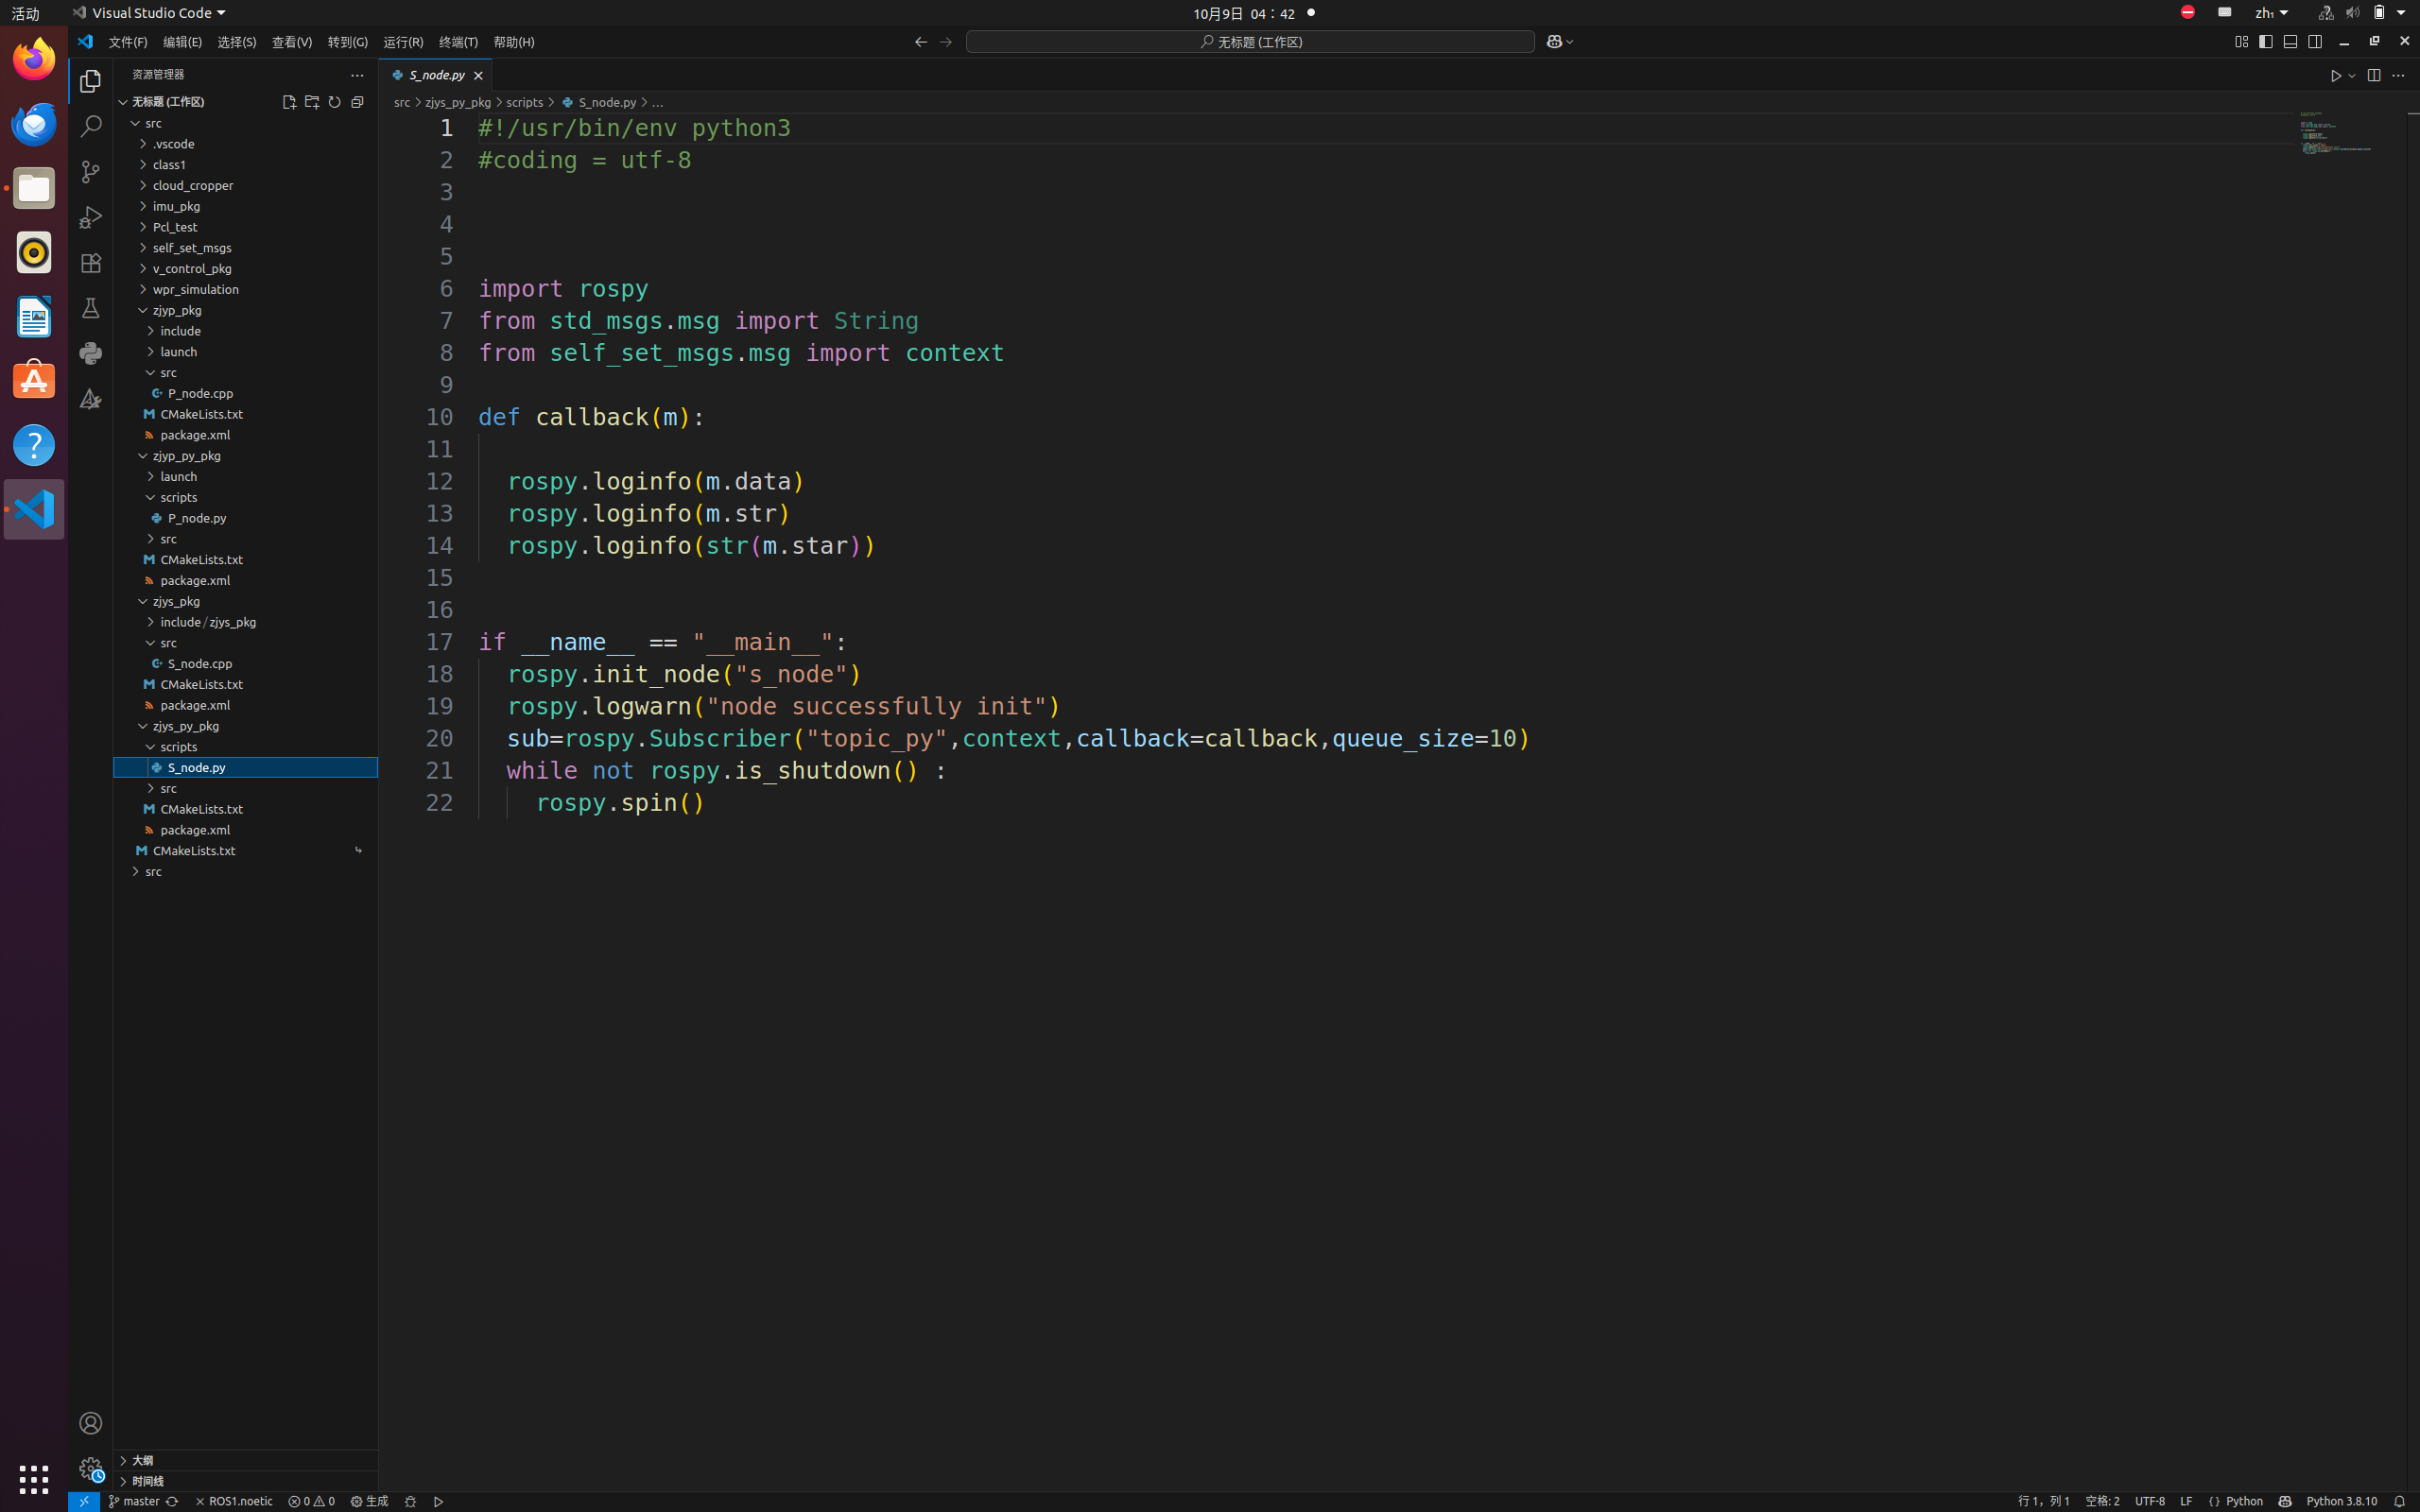 活动
Visual Studio Code
10月9日 04：42
zh₁
文件(F) 编辑(E) 选择(S) 查看(V) 转到(G) 运行(R) 终端(T) 帮助(H)
无标题 (工作区)
资源管理器
无标题 (工作区)
src
.vscode
class1
cloud_cropper
imu_pkg
Pcl_test
self_set_msgs
v_control_pkg
wpr_simulation
zjyp_pkg
include
launch
src
P_node.cpp
CMakeLists.txt
package.xml
zjyp_py_pkg
launch
scripts
P_node.py
src
CMakeLists.txt
package.xml
zjys_pkg
include/zjys_pkg
src
S_node.cpp
CMakeLists.txt
package.xml
zjys_py_pkg
scripts
S_node.py
src
CMakeLists.txt
package.xml
CMakeLists.txt
src
大纲
时间线
S_node.py
src > zjys_py_pkg > scripts > S_node.py > ...
1 #!/usr/bin/env python3
2 #coding = utf-8
3
4
5
6 import rospy
7 from std_msgs.msg import String
8 from self_set_msgs.msg import context
9
10 def callback(m):
11
12 rospy.loginfo(m.data)
13 rospy.loginfo(m.str)
14 rospy.loginfo(str(m.star))
15
16
17 if __name__ == "__main__":
18 rospy.init_node("s_node")
19 rospy.logwarn("node successfully init")
20 sub=rospy.Subscriber("topic_py",context,callback=callback,queue_size=10)
21 while not rospy.is_shutdown() :
22 rospy.spin()
master ROS1.noetic 0 0 生成
行 1，列 1 空格: 2 UTF-8 LF {} Python Python 3.8.10